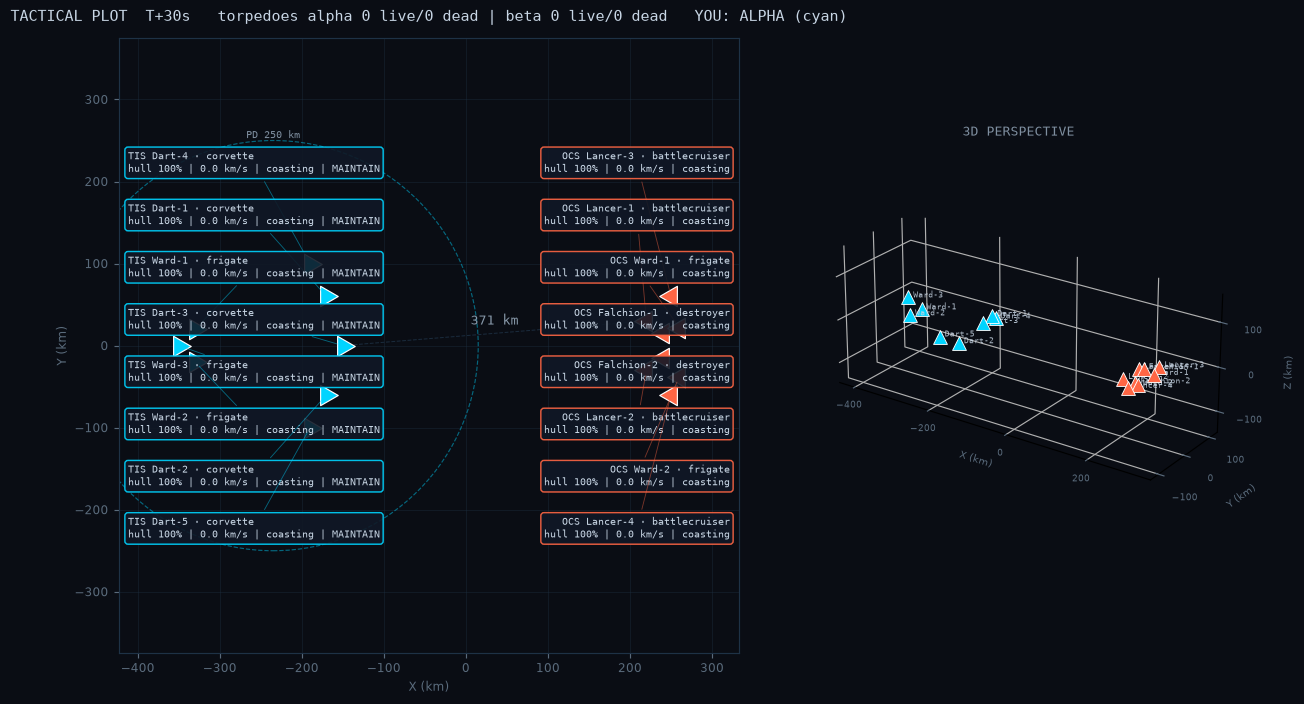 TACTICAL PLOT  T+30s   torpedoes alpha 0 live/0 dead | beta 0 live/0 dead   YOU: ALPHA (cyan)
3D PERSPECTIVE
PD 250 km
TIS Dart-4 · corvette
hull 100% | 0.0 km/s | coasting | MAINTAIN
TIS Dart-1 · corvette
hull 100% | 0.0 km/s | coasting | MAINTAIN
TIS Ward-1 · frigate
hull 100% | 0.0 km/s | coasting | MAINTAIN
TIS Dart-3 · corvette
hull 100% | 0.0 km/s | coasting | MAINTAIN
TIS Ward-3 · frigate
hull 100% | 0.0 km/s | coasting | MAINTAIN
TIS Ward-2 · frigate
hull 100% | 0.0 km/s | coasting | MAINTAIN
TIS Dart-2 · corvette
hull 100% | 0.0 km/s | coasting | MAINTAIN
TIS Dart-5 · corvette
hull 100% | 0.0 km/s | coasting | MAINTAIN
371 km
OCS Lancer-3 · battlecruiser
hull 100% | 0.0 km/s | coasting
OCS Lancer-1 · battlecruiser
hull 100% | 0.0 km/s | coasting
OCS Ward-1 · frigate
hull 100% | 0.0 km/s | coasting
OCS Falchion-1 · destroyer
hull 100% | 0.0 km/s | coasting
OCS Falchion-2 · destroyer
hull 100% | 0.0 km/s | coasting
OCS Lancer-2 · battlecruiser
hull 100% | 0.0 km/s | coasting
OCS Ward-2 · frigate
hull 100% | 0.0 km/s | coasting
OCS Lancer-4 · battlecruiser
hull 100% | 0.0 km/s | coasting
300
200
100
0
−100
−200
−300
Y (km)
−400
−300
−200
−100
0
100
200
300
X (km)
Ward-3
Ward-1
Dart-5
Dart-2
−400
−200
0
200
X (km)
−100
0
100
Y (km)
100
0
−100
Z (km)